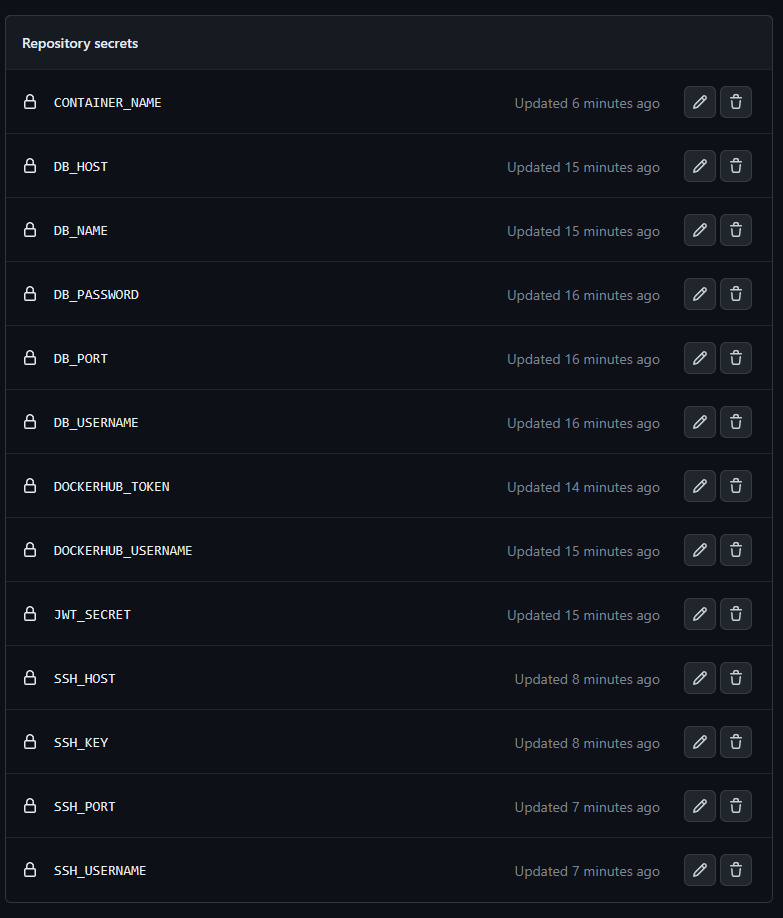 Repository secrets
CONTAINER_NAME Updated 6 minutes ago
DB_HOST Updated 15 minutes ago
DB_NAME Updated 15 minutes ago
DB_PASSWORD Updated 16 minutes ago
DB_PORT Updated 16 minutes ago
DB_USERNAME Updated 16 minutes ago
DOCKERHUB_TOKEN Updated 14 minutes ago
DOCKERHUB_USERNAME Updated 15 minutes ago
JWT_SECRET Updated 15 minutes ago
SSH_HOST Updated 8 minutes ago
SSH_KEY Updated 8 minutes ago
SSH_PORT Updated 7 minutes ago
SSH_USERNAME Updated 7 minutes ago